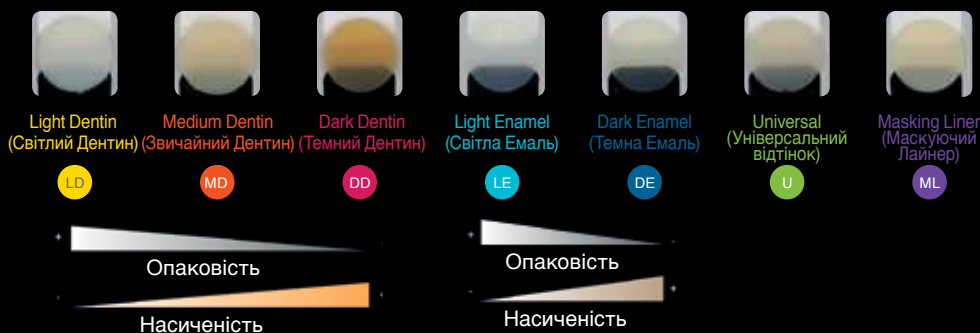 Light Dentin
(Світлий Дентин)
LD
Medium Dentin
(Звичайний Дентин)
MD
Dark Dentin
(Темний Дентин)
DD
Light Enamel
(Світла Емаль)
LE
Dark Enamel
(Темна Емаль)
DE
Universal
(Універсальний
відтінок)
U
Masking Liner
(Маскуючий
Лайнер)
ML
+ -
Опаковість
- +
Насиченість
+ -
Опаковість
- +
Насиченість